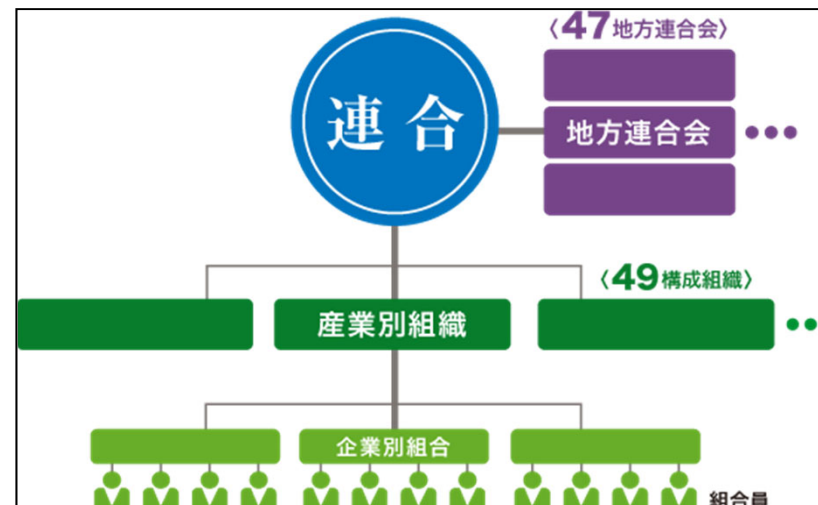 〈47地方連合会〉
連合
地方連合会
〈49構成組織〉
産業別組織
企業別組合
組合員